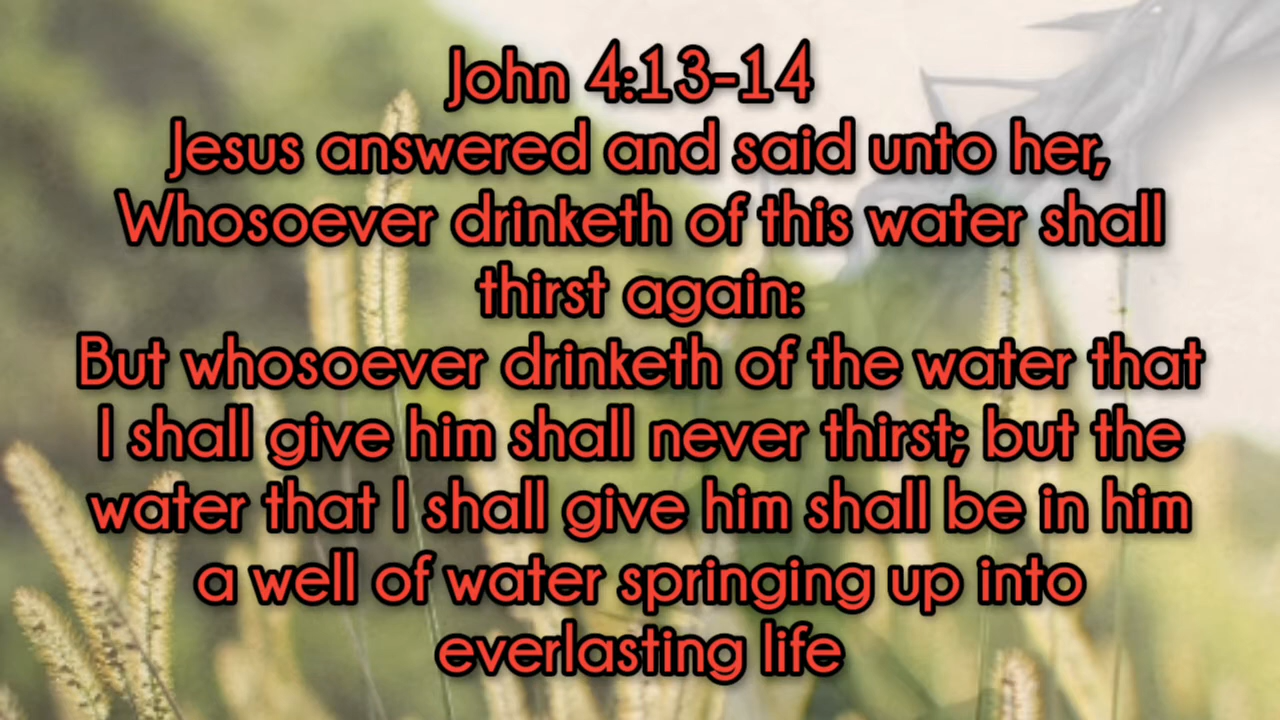 John 4:13-14
Jesus answered and said unto her,
Whosoever drinketh of this water shall
thirst again:
But whosoever drinketh of the water that
I shall give him shall never thirst; but the
water that I shall give him shall be in him
a well of water springing up into
everlasting life